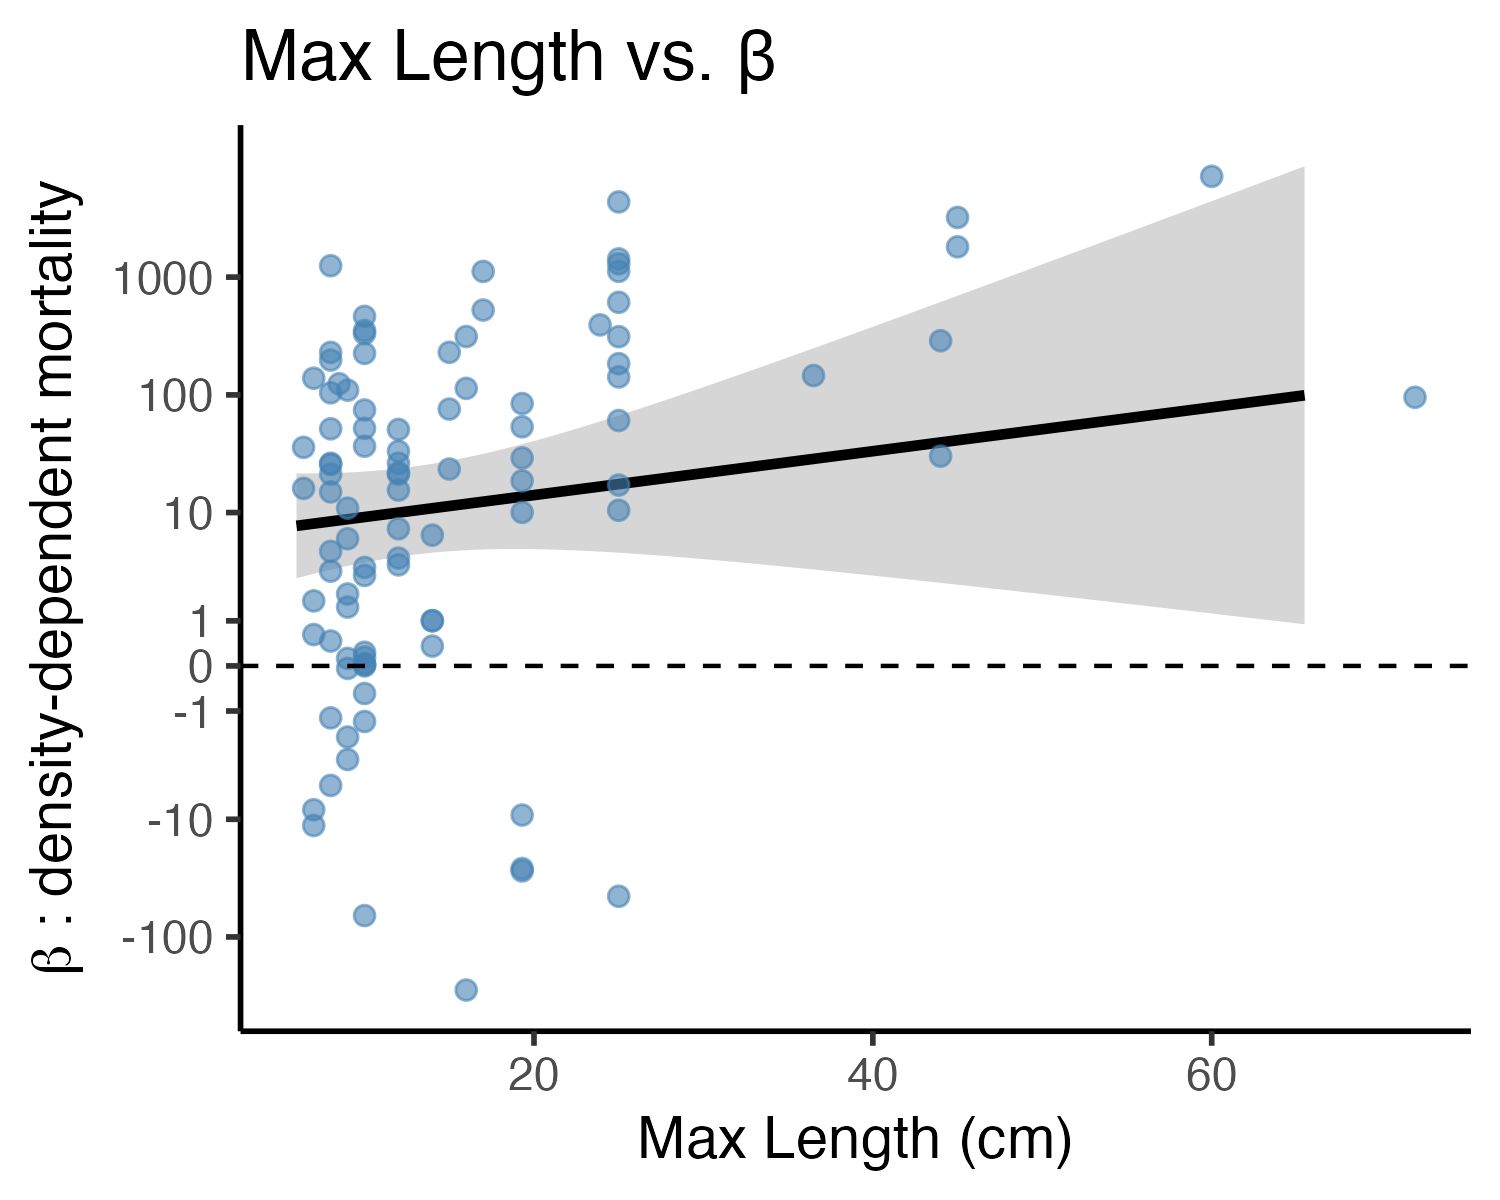 Max Length vs. β
β : density-dependent mortality
1000
100
10
1
0
-1
-10
-100
20 40 60
Max Length (cm)